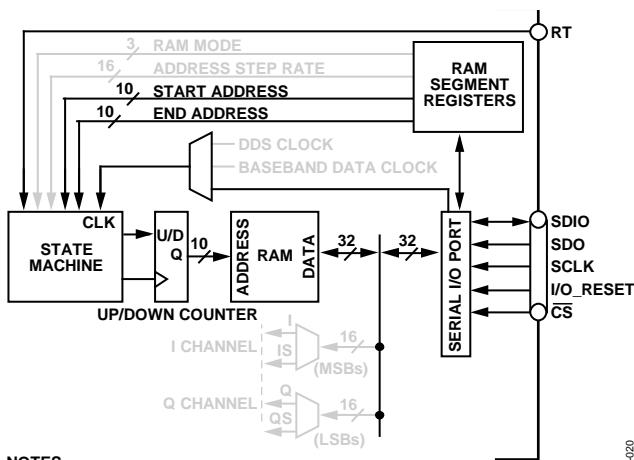 RT
3 RAM MODE
16 ADDRESS STEP RATE
10 START ADDRESS
10 END ADDRESS
RAM
SEGMENT
REGISTERS
DDS CLOCK
BASEBAND DATA CLOCK
CLK
STATE
MACHINE
U/D
Q
10
ADDRESS
RAM
DATA
32
32
SERIAL I/O PORT
SDIO
SDO
SCLK
I/O_RESET
CS
UP/DOWN COUNTER
I
I CHANNEL
IS
16
(MSBs)
Q
Q CHANNEL
QS
16
(LSBs)
-020